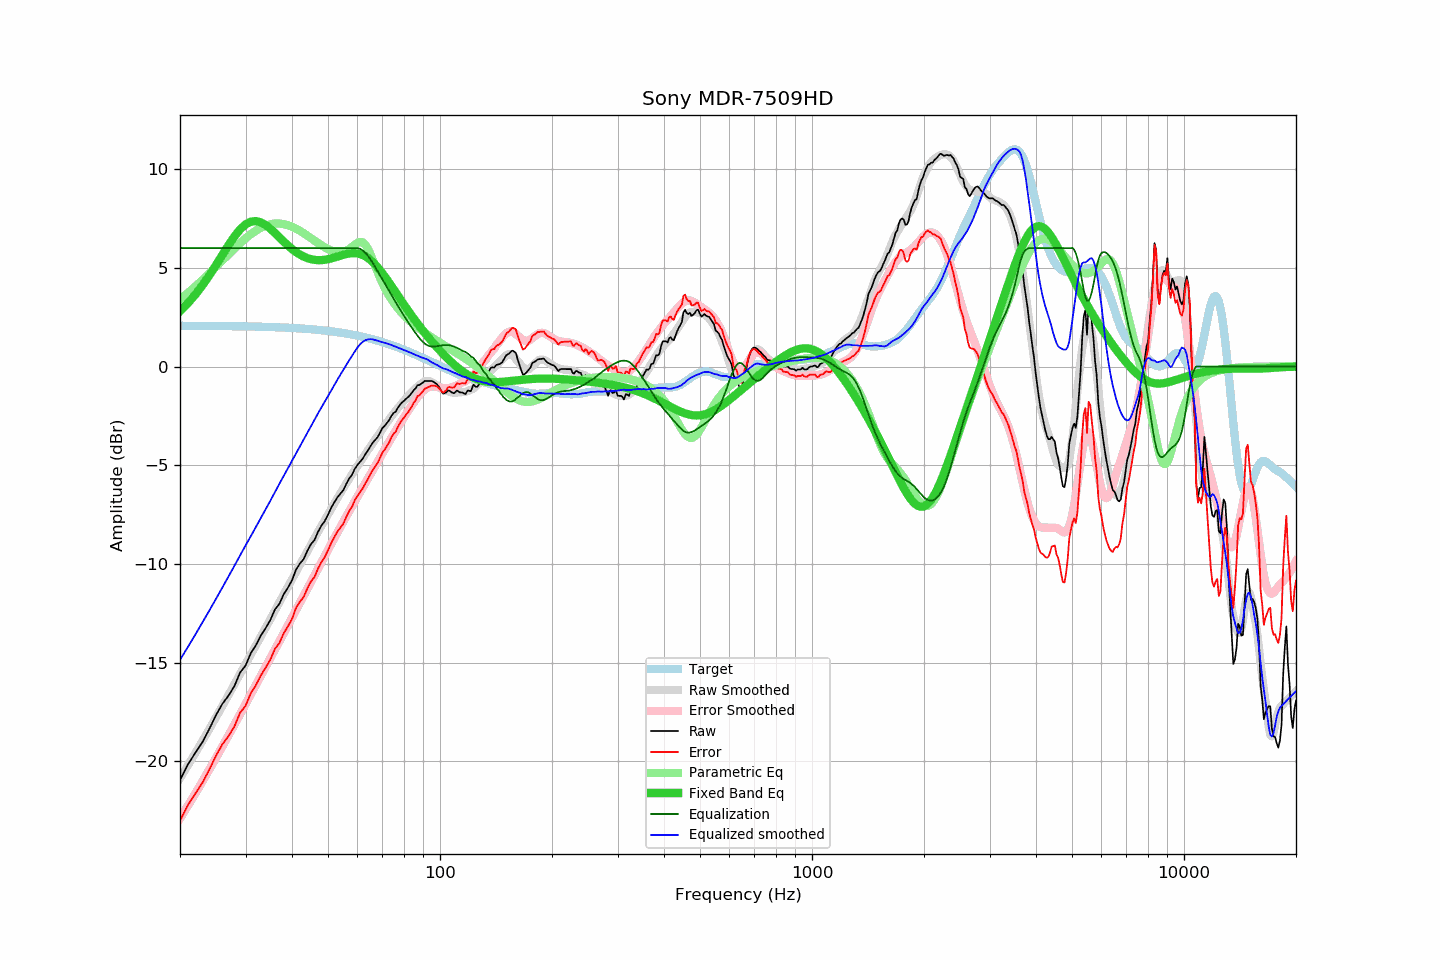 Sony MDR-7509HD
10
5
0
−5
−10
−15
−20
Amplitude (dBr)
100
1000
10000
Frequency (Hz)
Target
Raw Smoothed
Error Smoothed
Raw
Error
Parametric Eq
Fixed Band Eq
Equalization
Equalized smoothed